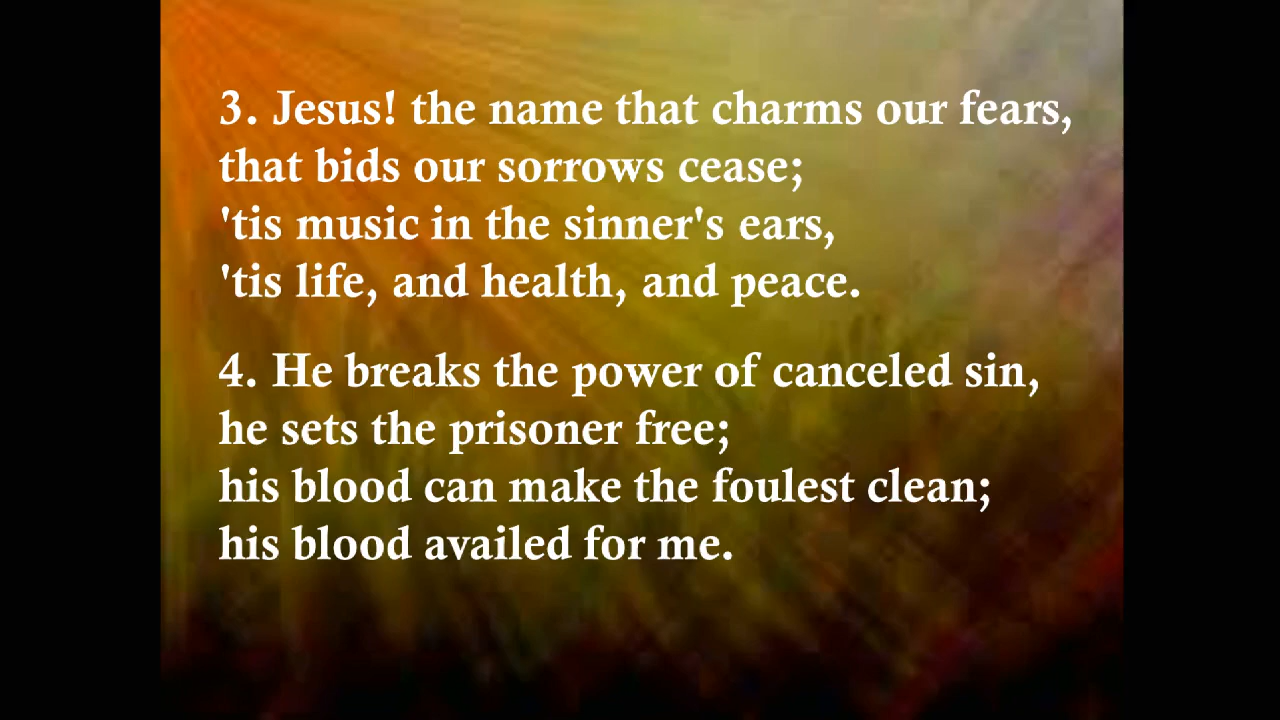 3. Jesus! the name that charms our fears,
that bids our sorrows cease;
'tis music in the sinner's ears,
'tis life, and health, and peace.
4. He breaks the power of canceled sin,
he sets the prisoner free;
his blood can make the foulest clean;
his blood availed for me.